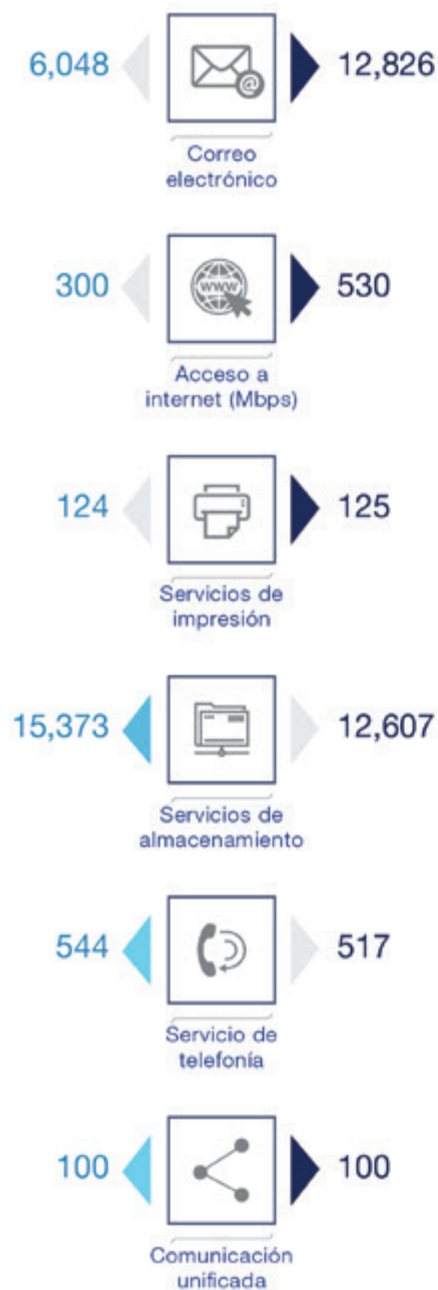 6,048 @ 12,826
Correo
electrónico
300 www 530
Acceso a
internet (Mbps)
124 125
Servicios de
impresión
15,373 12,607
Servicios de
almacenamiento
544 517
Servicio de
telefonía
100 100
Comunicación
unificada